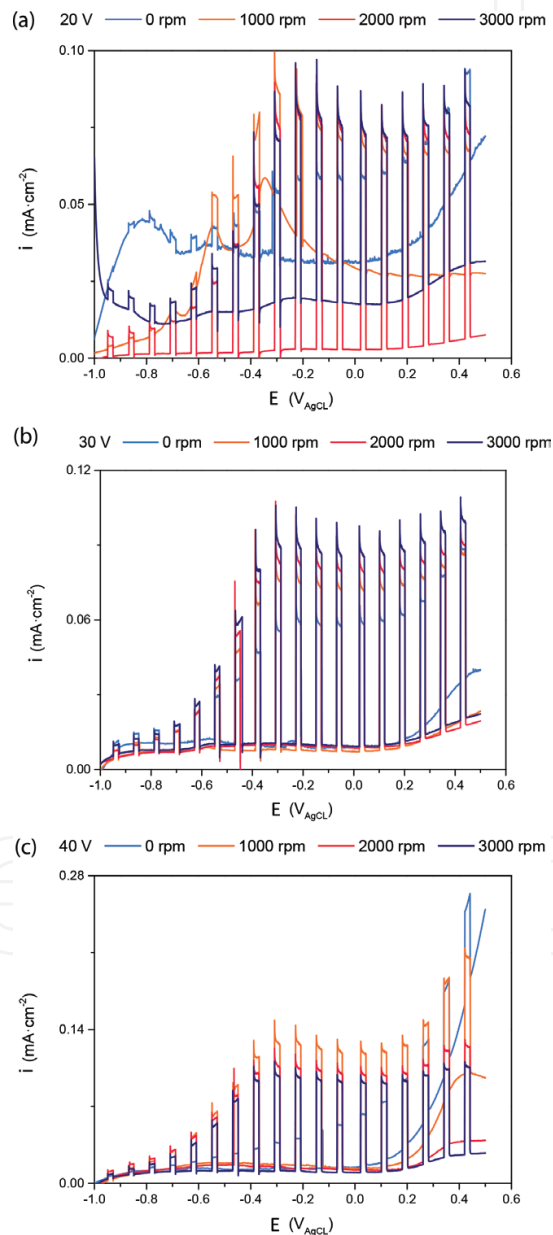 (a)
20 V 0 rpm 1000 rpm 2000 rpm 3000 rpm
0.10
0.05
0.00
i (mA·cm-2)
-1.0 -0.8 -0.6 -0.4 -0.2 0.0 0.2 0.4 0.6
E (VAgCL)
(b)
30 V 0 rpm 1000 rpm 2000 rpm 3000 rpm
0.12
0.06
0.00
i (mA·cm-2)
-1.0 -0.8 -0.6 -0.4 -0.2 0.0 0.2 0.4 0.6
E (VAgCL)
(c)
40 V 0 rpm 1000 rpm 2000 rpm 3000 rpm
0.28
0.14
0.00
i (mA·cm-2)
-1.0 -0.8 -0.6 -0.4 -0.2 0.0 0.2 0.4 0.6
E (VAgCL)